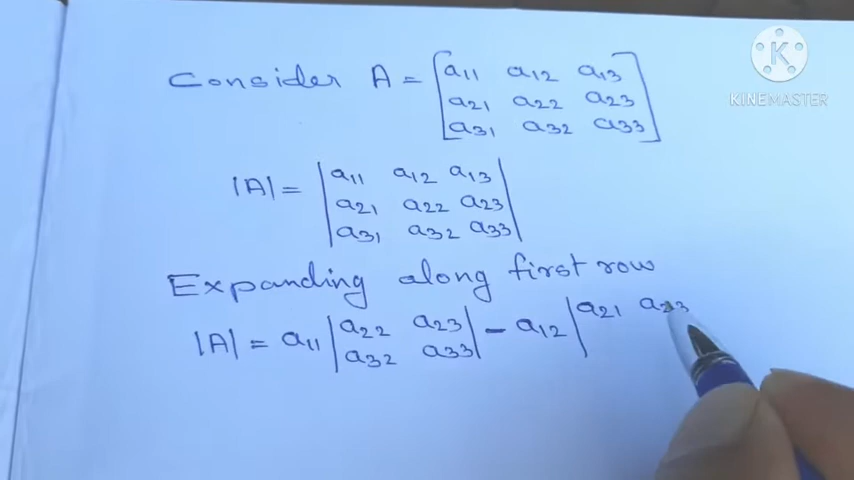 Consider A = [a11 a12 a13
a21 a22 a23
a31 a32 a33]
|A| = |a11 a12 a13
a21 a22 a23
a31 a32 a33|
Expanding along first row
|A| = a11 |a22 a23 − a12 |a21 a23
a32 a33|
K
KINEMASTER